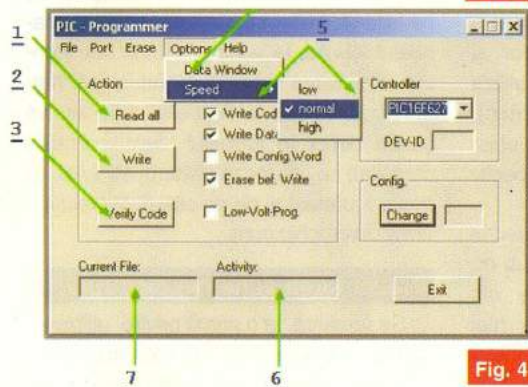 PIC - Programmer
5
File Port Erase Options Help
1
Data Window
Action
Speed
low
Controller
Read all
Write Cod
normal
PIC16F627
2
Write Data
high
DEV-ID
Write
Write Config.Word
3
Erase bef. Write
Config.
Verify Code
Low-Volt-Prog.
Change
Current File:
Activity:
Exit
7
6
Fig. 4